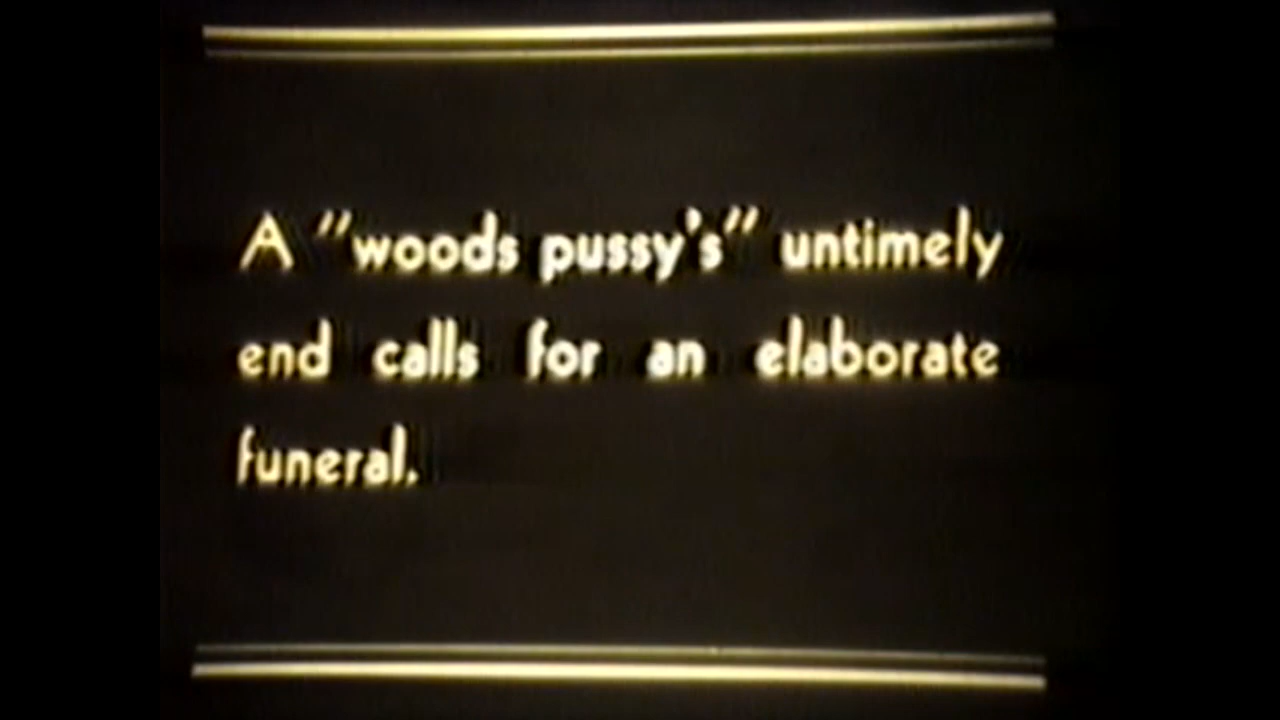 A "woods pussy's" untimely
end calls for an elaborate
funeral.